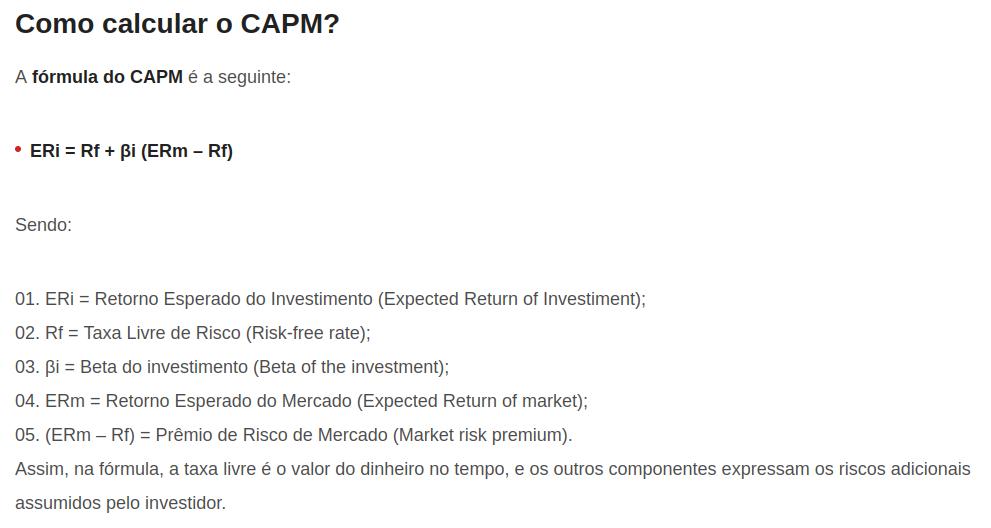 Como calcular o CAPM?
A fórmula do CAPM é a seguinte:
• ERi = Rf + βi (ERm – Rf)
Sendo:
01. ERi = Retorno Esperado do Investimento (Expected Return of Investiment);
02. Rf = Taxa Livre de Risco (Risk-free rate);
03. βi = Beta do investimento (Beta of the investment);
04. ERm = Retorno Esperado do Mercado (Expected Return of market);
05. (ERm – Rf) = Prêmio de Risco de Mercado (Market risk premium).
Assim, na fórmula, a taxa livre é o valor do dinheiro no tempo, e os outros componentes expressam os riscos adicionais
assumidos pelo investidor.